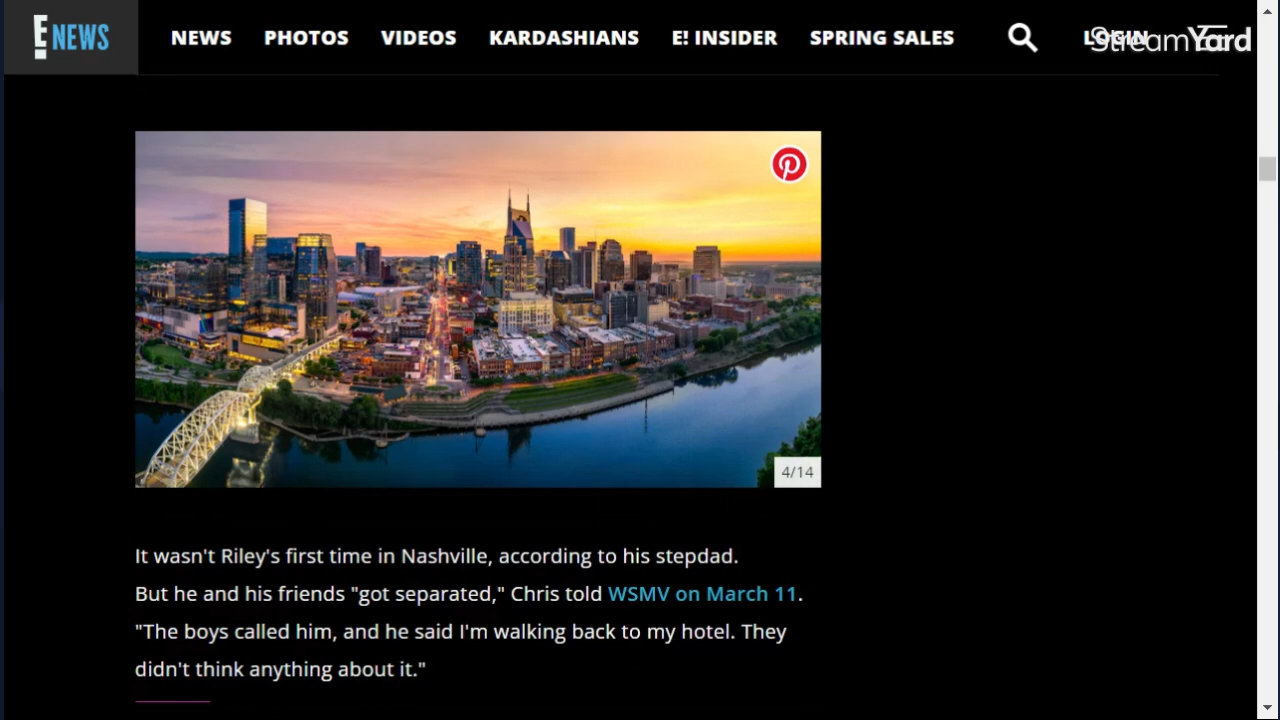 E! NEWS
NEWS PHOTOS VIDEOS KARDASHIANS E! INSIDER SPRING SALES LOGIN
StreamYard
4/14
It wasn't Riley's first time in Nashville, according to his stepdad.
But he and his friends "got separated," Chris told WSMV on March 11.
"The boys called him, and he said I'm walking back to my hotel. They
didn't think anything about it."